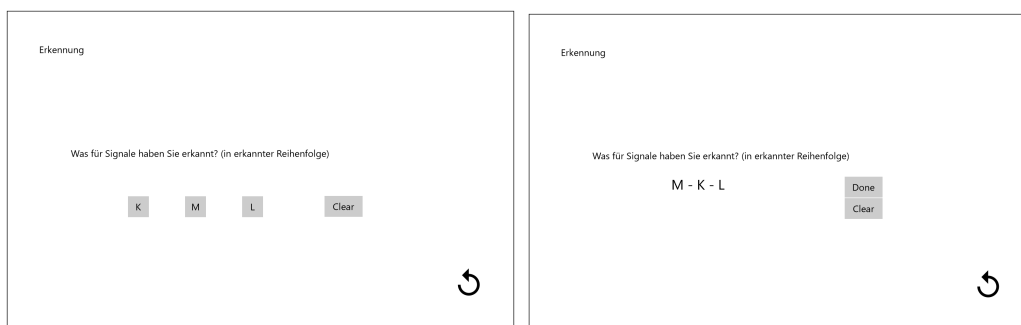 Erkennung
Was für Signale haben Sie erkannt? (in erkannter Reihenfolge)
K M L Clear
Erkennung
Was für Signale haben Sie erkannt? (in erkannter Reihenfolge)
M - K - L
Done
Clear